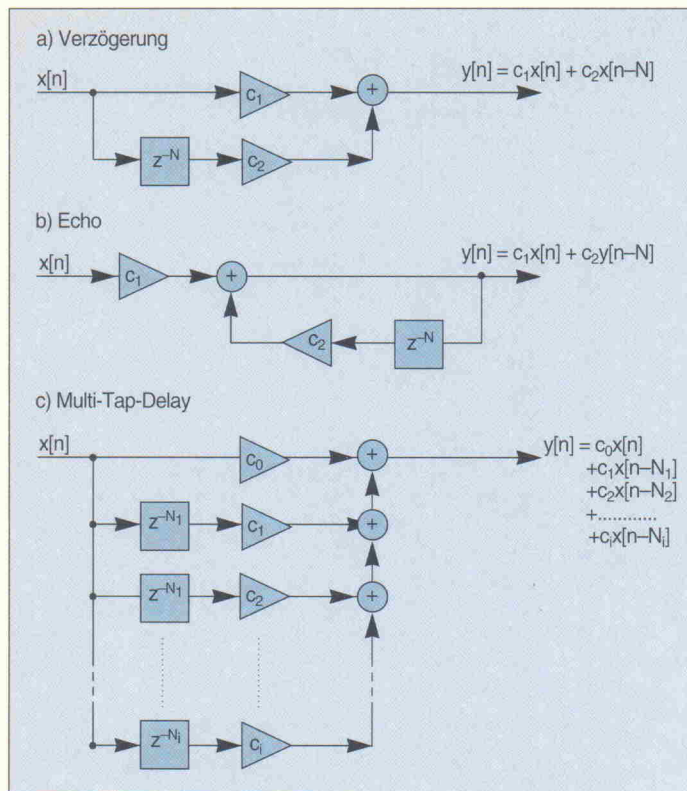 a) Verzögerung
x[n]
c₁
+
y[n] = c₁x[n] + c₂x[n–N]
z⁻ᴺ
c₂
b) Echo
x[n]
c₁
+
y[n] = c₁x[n] + c₂y[n–N]
c₂
z⁻ᴺ
c) Multi-Tap-Delay
x[n]
c₀
+
y[n] = c₀x[n]
+c₁x[n–N₁]
+c₂x[n–N₂]
+.............
+cᵢx[n–Nᵢ]
z⁻ᴺ¹
c₁
+
z⁻ᴺ¹
c₂
+
z⁻ᴺⁱ
cᵢ